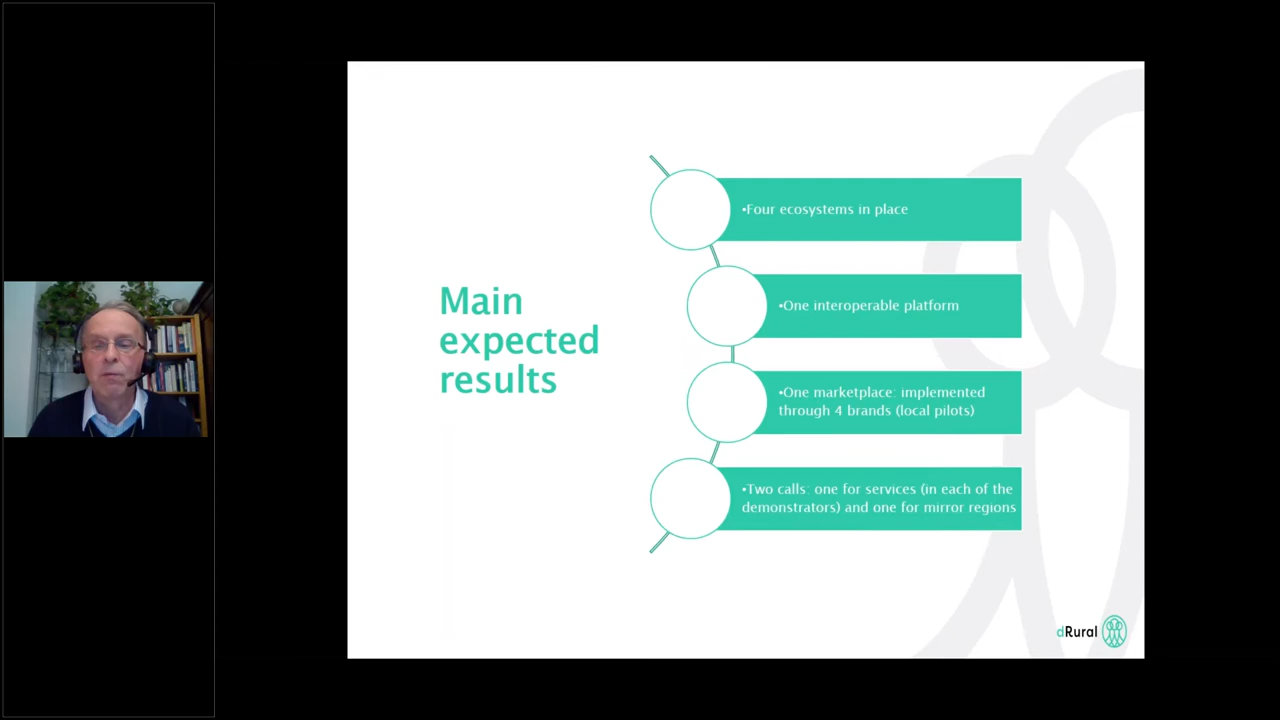 Main
expected
results
•Four ecosystems in place
•One interoperable platform
•One marketplace: implemented
through 4 brands (local pilots)
•Two calls: one for services (in each of the
demonstrators) and one for mirror regions
dRural